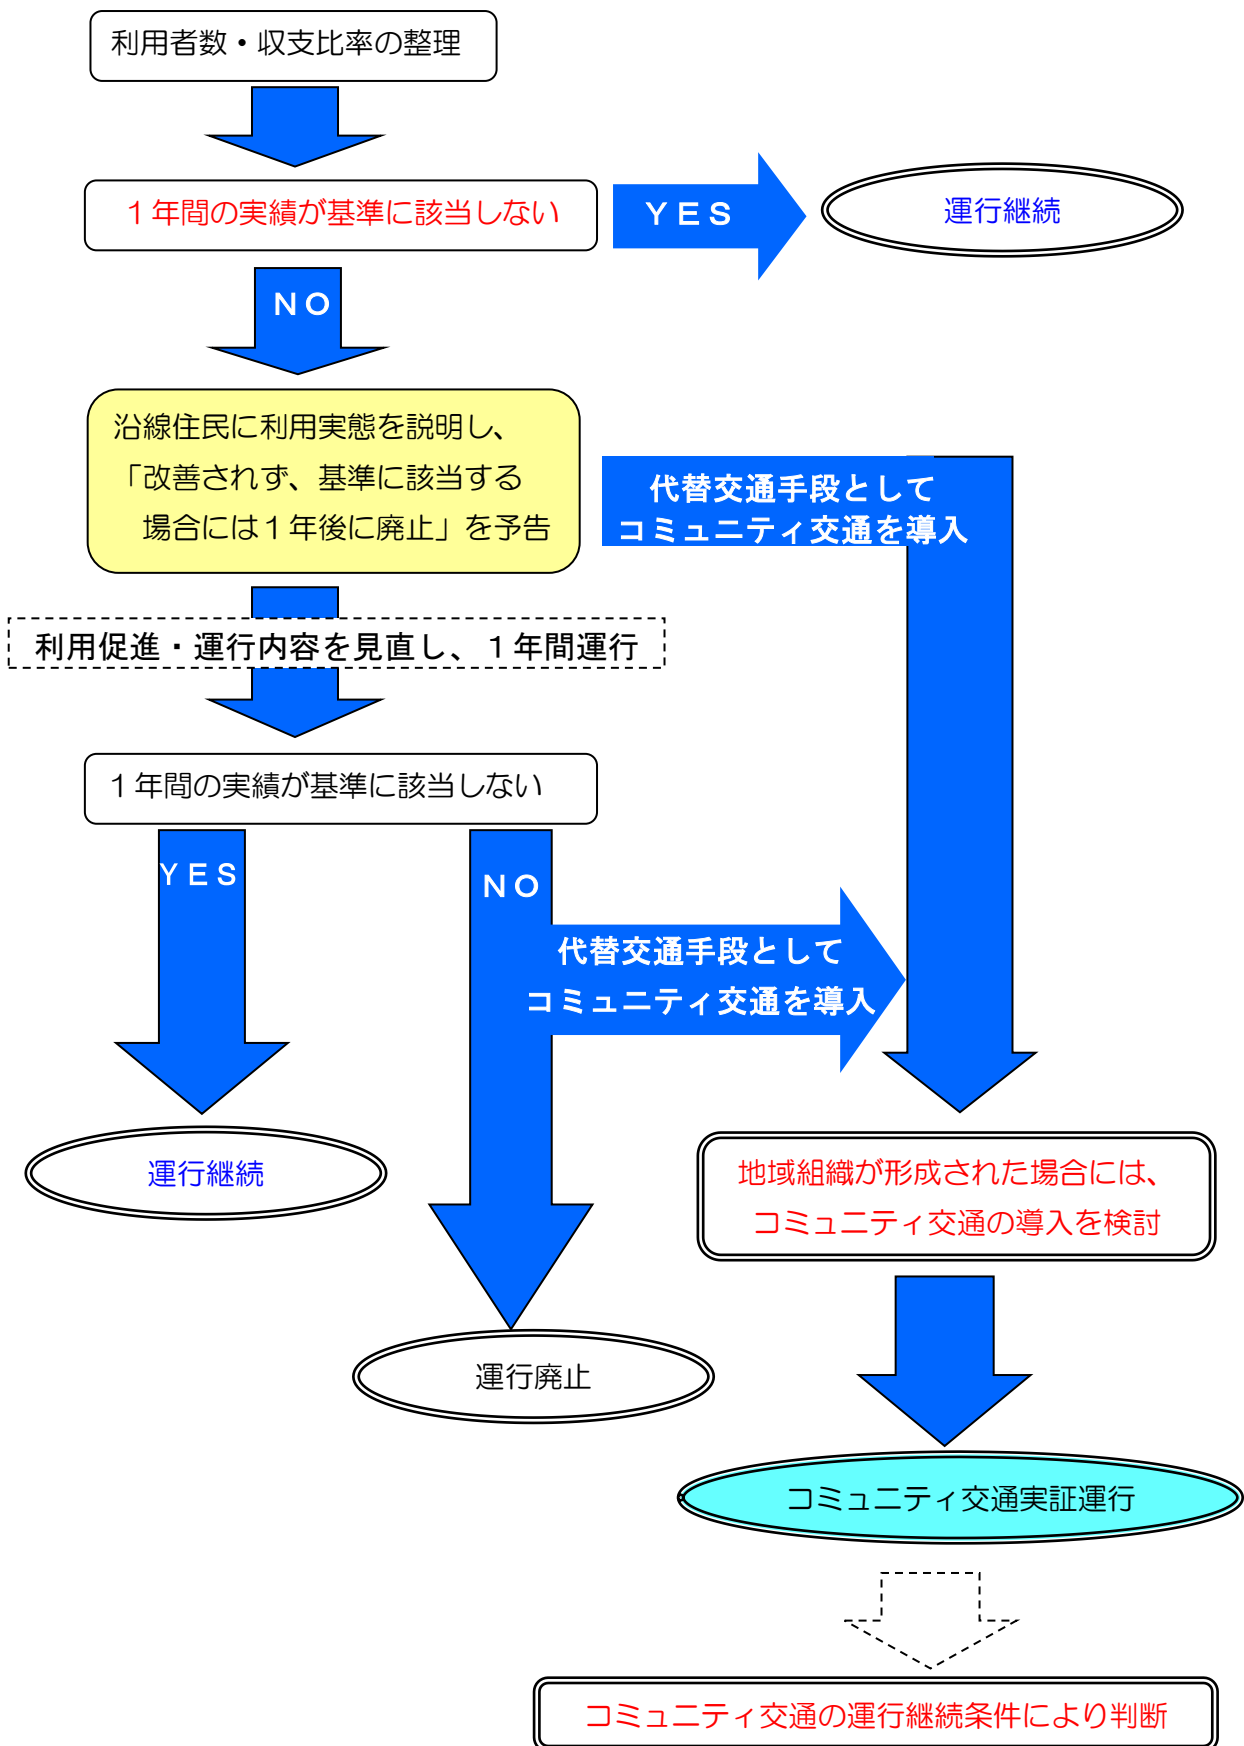 利用者数・収支比率の整理
１年間の実績が基準に該当しない
ＹＥＳ
運行継続
ＮＯ
沿線住民に利用実態を説明し、
「改善されず、基準に該当する
場合には１年後に廃止」を予告
代替交通手段として
コミュニティ交通を導入
利用促進・運行内容を見直し、１年間運行
１年間の実績が基準に該当しない
ＹＥＳ
ＮＯ
代替交通手段として
コミュニティ交通を導入
運行継続
地域組織が形成された場合には、
コミュニティ交通の導入を検討
運行廃止
コミュニティ交通実証運行
コミュニティ交通の運行継続条件により判断